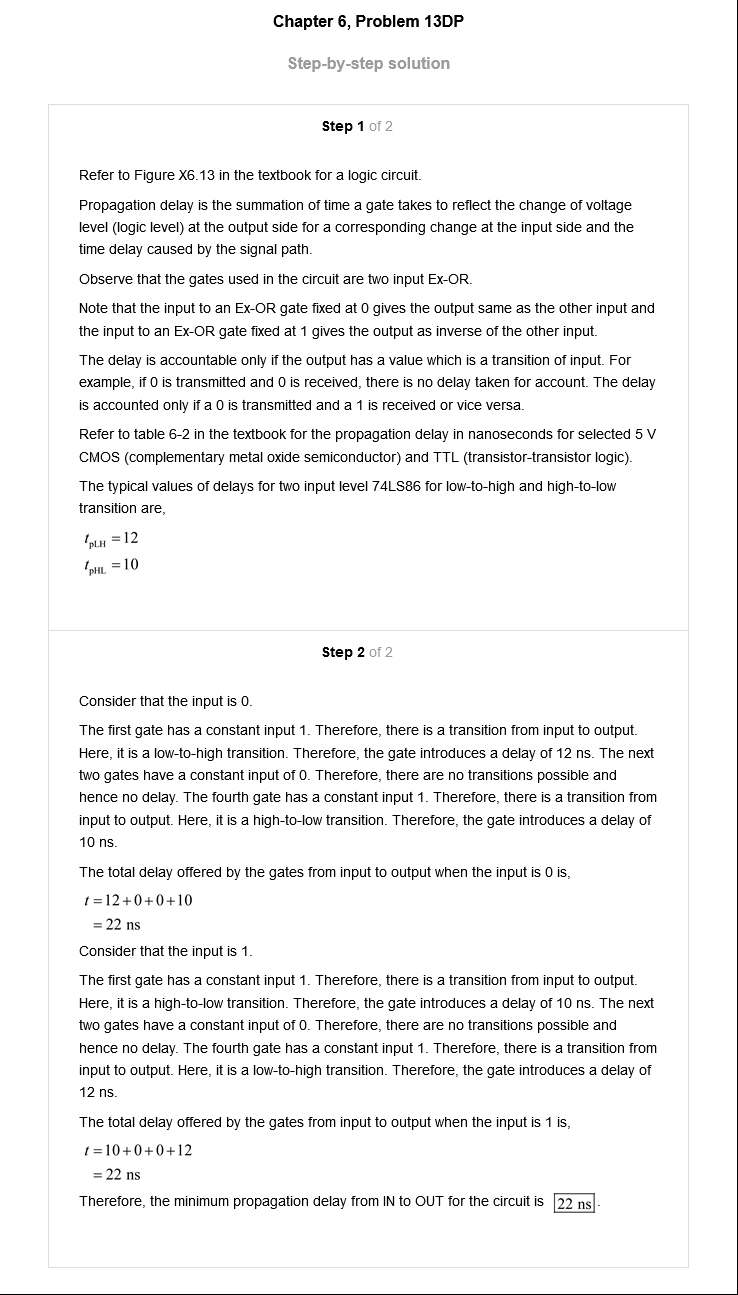 Chapter 6, Problem 13DP
Step-by-step solution
Step 1 of 2
Refer to Figure X6.13 in the textbook for a logic circuit.
Propagation delay is the summation of time a gate takes to reflect the change of voltage
level (logic level) at the output side for a corresponding change at the input side and the
time delay caused by the signal path.
Observe that the gates used in the circuit are two input Ex-OR.
Note that the input to an Ex-OR gate fixed at 0 gives the output same as the other input and
the input to an Ex-OR gate fixed at 1 gives the output as inverse of the other input.
The delay is accountable only if the output has a value which is a transition of input. For
example, if 0 is transmitted and 0 is received, there is no delay taken for account. The delay
is accounted only if a 0 is transmitted and a 1 is received or vice versa.
Refer to table 6-2 in the textbook for the propagation delay in nanoseconds for selected 5 V
CMOS (complementary metal oxide semiconductor) and TTL (transistor-transistor logic).
The typical values of delays for two input level 74LS86 for low-to-high and high-to-low
transition are,
t_pLH = 12
t_pHL = 10
Step 2 of 2
Consider that the input is 0.
The first gate has a constant input 1. Therefore, there is a transition from input to output.
Here, it is a low-to-high transition. Therefore, the gate introduces a delay of 12 ns. The next
two gates have a constant input of 0. Therefore, there are no transitions possible and
hence no delay. The fourth gate has a constant input 1. Therefore, there is a transition from
input to output. Here, it is a high-to-low transition. Therefore, the gate introduces a delay of
10 ns.
The total delay offered by the gates from input to output when the input is 0 is,
t = 12+0+0+10
= 22 ns
Consider that the input is 1.
The first gate has a constant input 1. Therefore, there is a transition from input to output.
Here, it is a high-to-low transition. Therefore, the gate introduces a delay of 10 ns. The next
two gates have a constant input of 0. Therefore, there are no transitions possible and
hence no delay. The fourth gate has a constant input 1. Therefore, there is a transition from
input to output. Here, it is a low-to-high transition. Therefore, the gate introduces a delay of
12 ns.
The total delay offered by the gates from input to output when the input is 1 is,
t = 10+0+0+12
= 22 ns
Therefore, the minimum propagation delay from IN to OUT for the circuit is 22 ns.